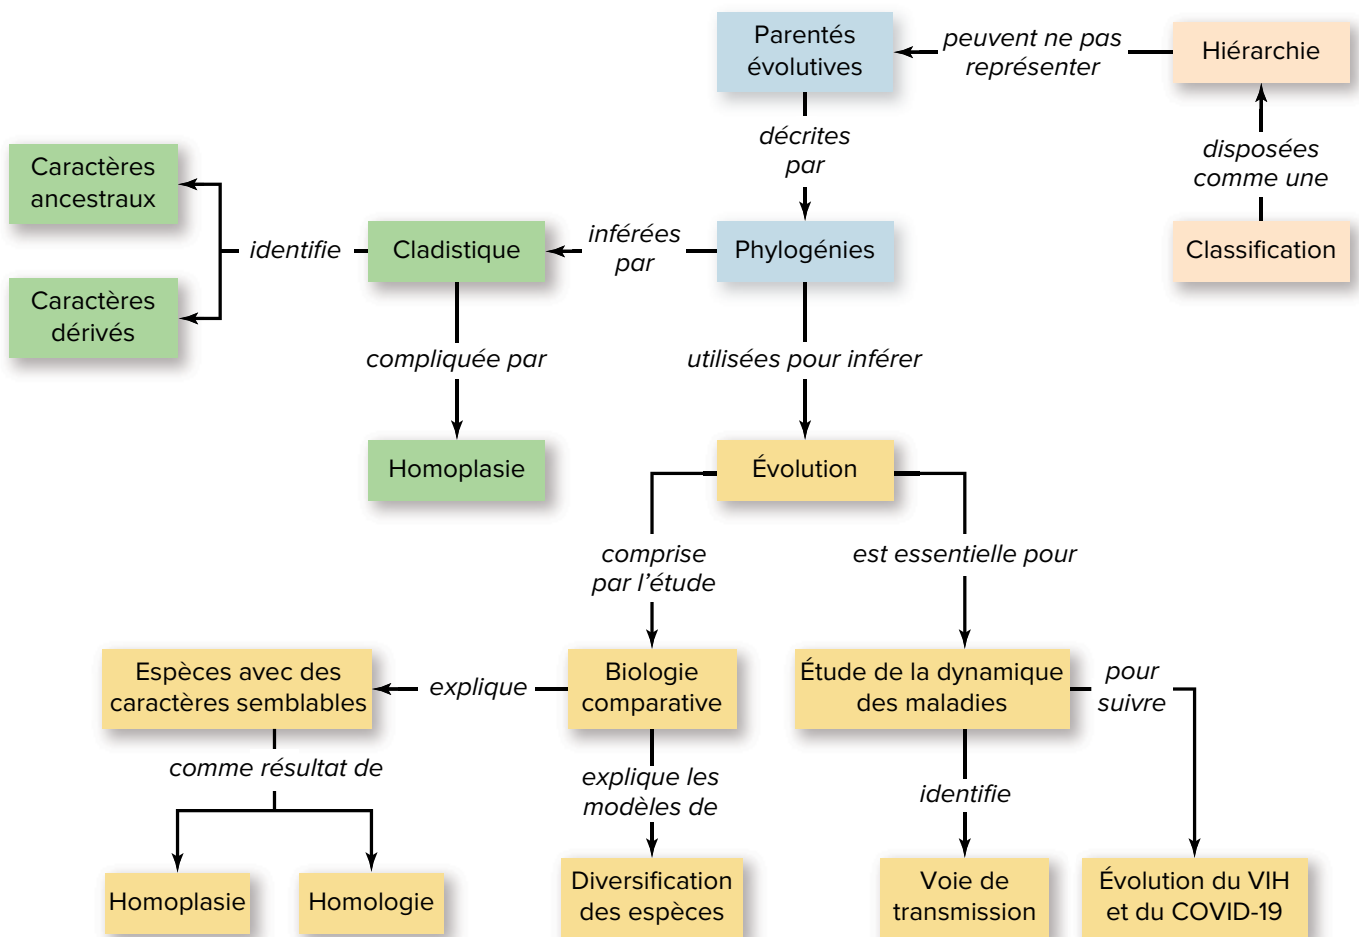 Parentés
évolutives
peuvent ne pas
représenter
Hiérarchie
décrites
par
disposées
comme une
Caractères
ancestraux
identifie
Cladistique
inférées
par
Phylogénies
Classification
Caractères
dérivés
compliquée par
utilisées pour inférer
Homoplasie
Évolution
comprise
par l'étude
est essentielle pour
Espèces avec des
caractères semblables
explique
Biologie
comparative
Étude de la dynamique
des maladies
pour
suivre
comme résultat de
explique les
modèles de
identifie
Homoplasie
Homologie
Diversification
des espèces
Voie de
transmission
Évolution du VIH
et du COVID-19